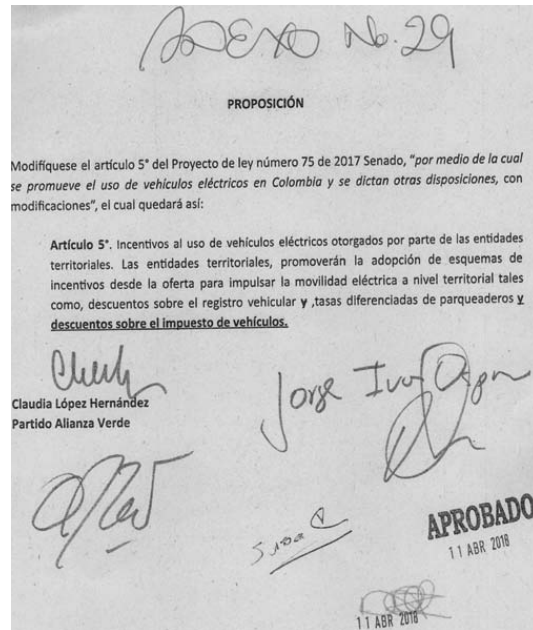 ANEXO No. 29
PROPOSICIÓN
Modifíquese el artículo 5° del Proyecto de ley número 75 de 2017 Senado, "por medio de la cual
se promueve el uso de vehículos eléctricos en Colombia y se dictan otras disposiciones, con
modificaciones", el cual quedará así:
Artículo 5°. Incentivos al uso de vehículos eléctricos otorgados por parte de las entidades
territoriales. Las entidades territoriales, promoverán la adopción de esquemas de
incentivos desde la oferta para impulsar la movilidad eléctrica a nivel territorial tales
como, descuentos sobre el registro vehicular y ,tasas diferenciadas de parqueaderos y
descuentos sobre el impuesto de vehículos.
Jorge Iván Ospina
Claudia López Hernández
Partido Alianza Verde
APROBADO
11 ABR 2018
11 ABR 2018